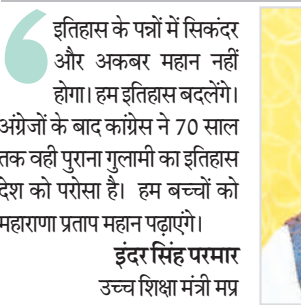 इतिहास के पन्नों में सिकंदर
और अकबर महान नहीं
होगा। हम इतिहास बदलेंगे।
अंग्रेजों के बाद कांग्रेस ने 70 साल
तक वही पुराना गुलामी का इतिहास
देश को परोसा है। हम बच्चों को
महाराणा प्रताप महान पढ़ाएंगे।
इंदर सिंह परमार
उच्च शिक्षा मंत्री मप्र